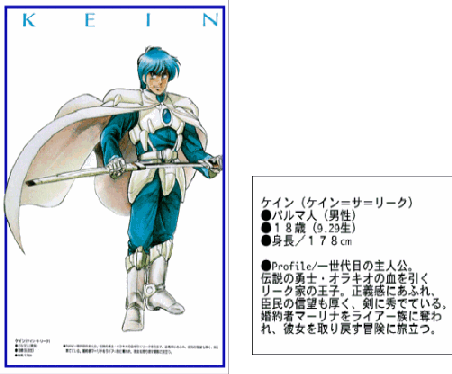 KEIN
ケイン（ケイン＝サ＝リーク）
●パルマ人（男性）
●１８歳（9.29生）
●身長／１７８cm
●Profile／一世代目の主人公。
伝説の勇士・オラキオの血を引く
リーク家の王子。正義感にあふれ、
臣民の信望も厚く、剣に秀でている。
婚約者マーリナをライアー族に奪わ
れ、彼女を取り戻す冒険に旅立つ。